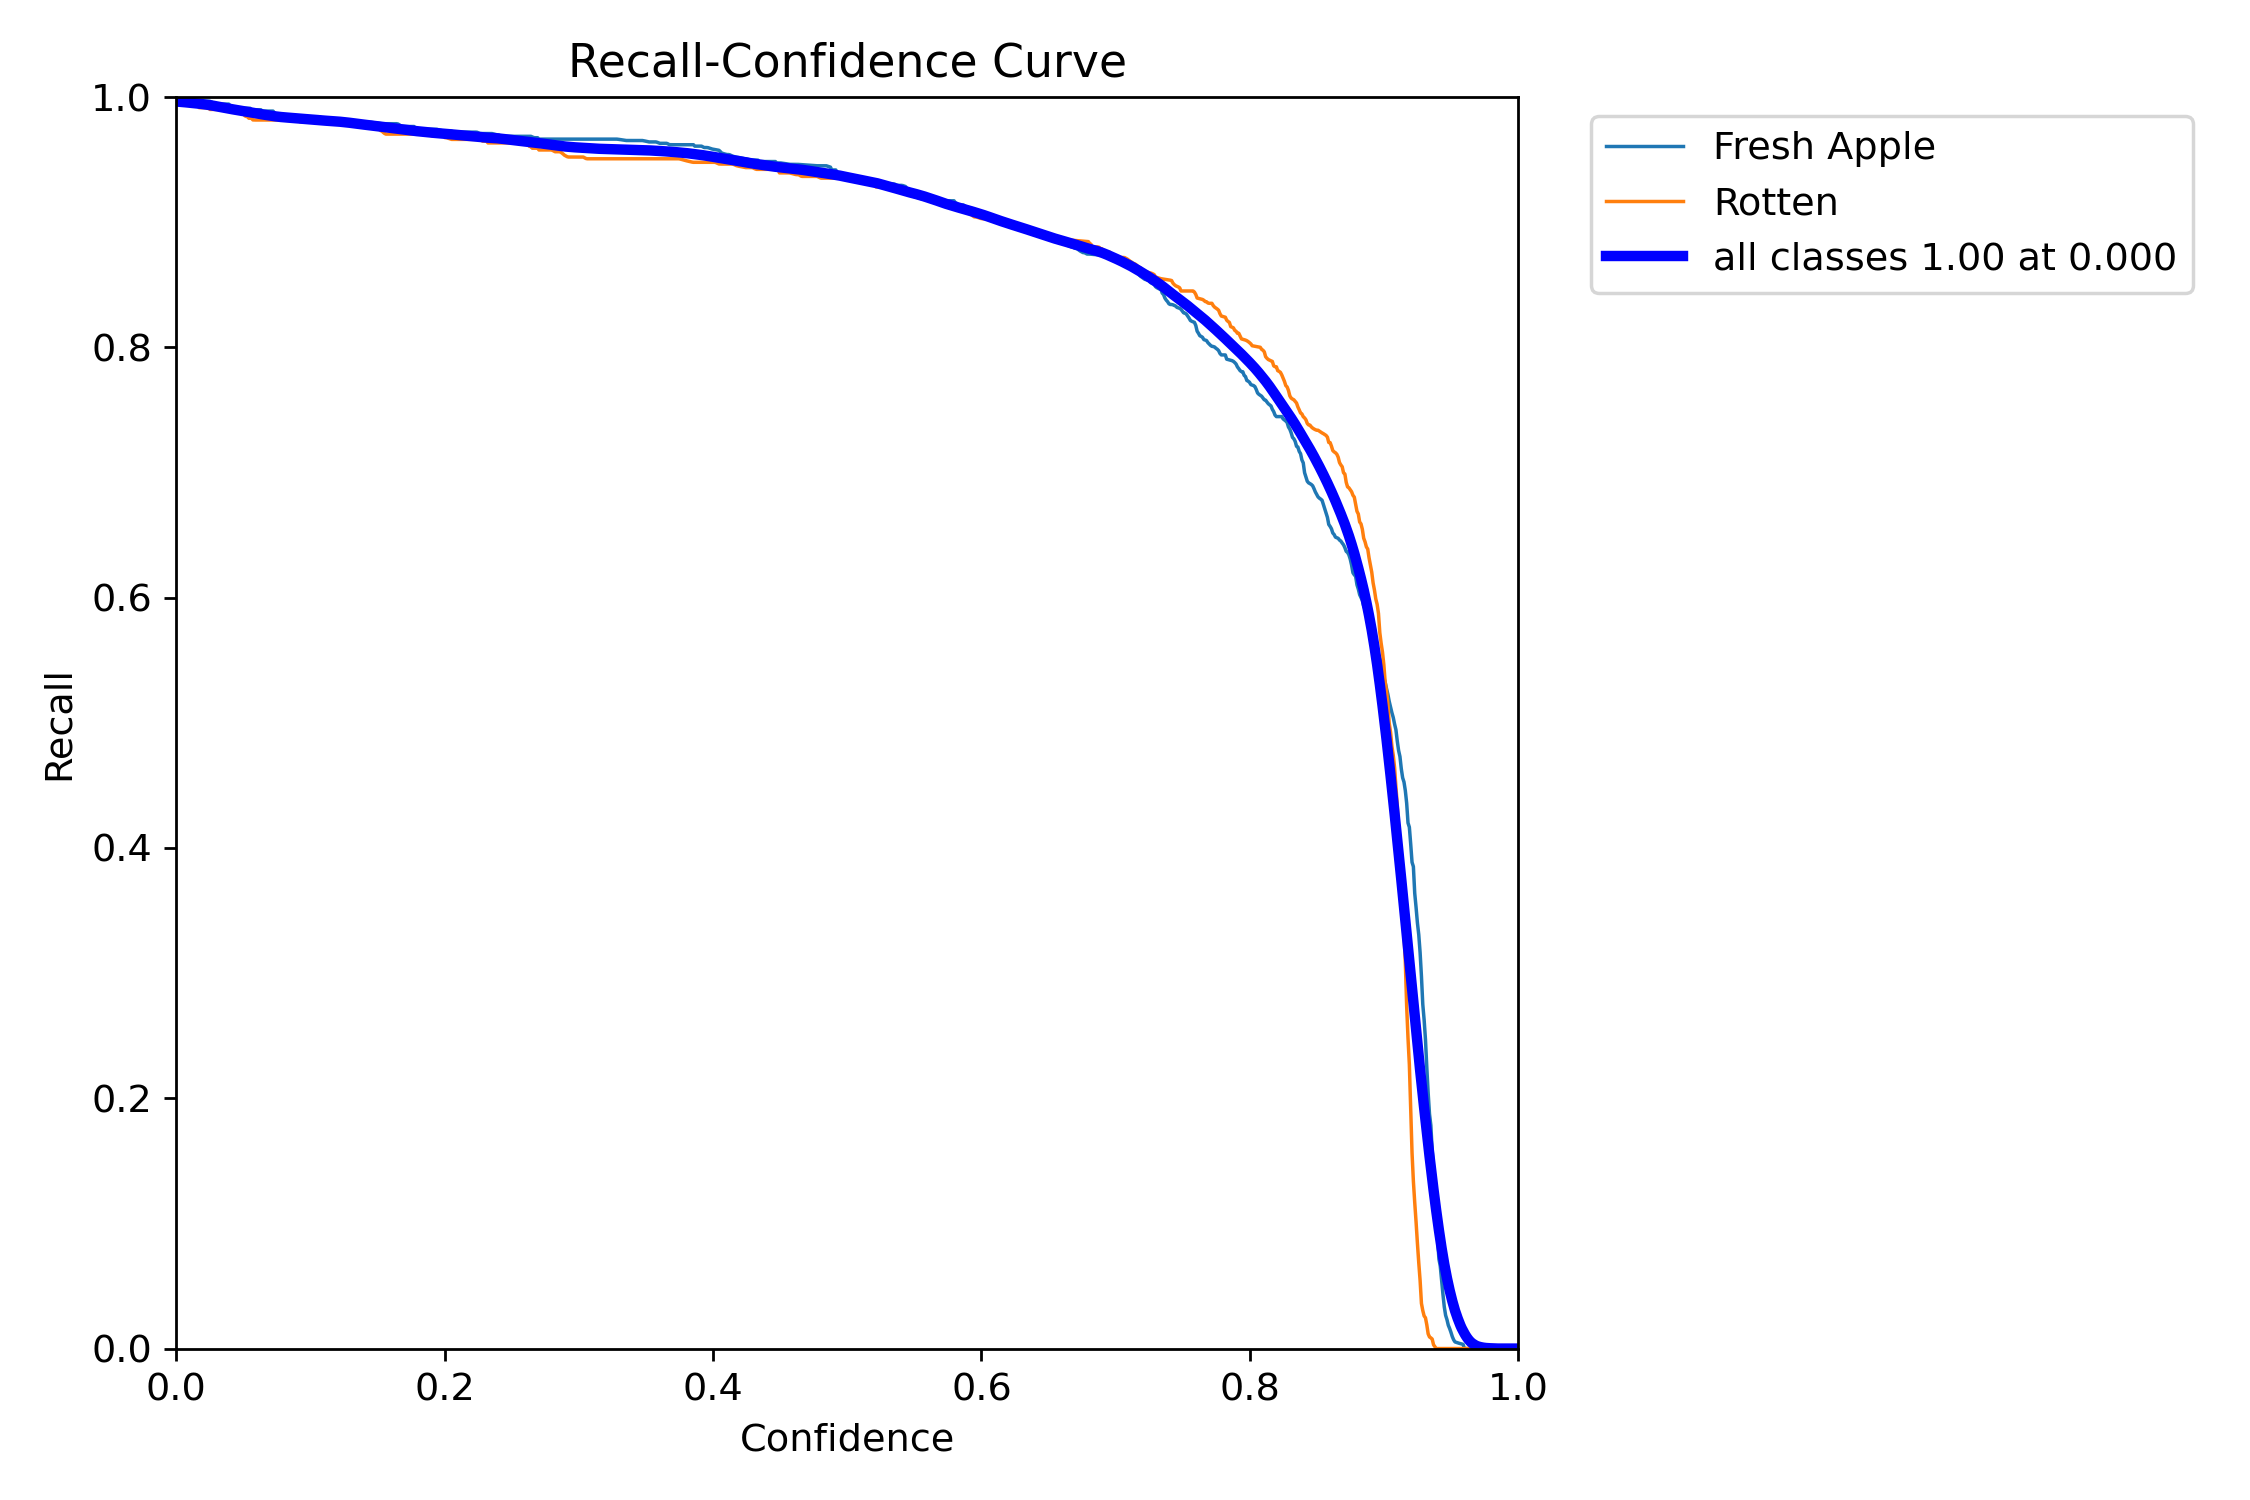 Recall-Confidence Curve
1.0
0.8
0.6
0.4
0.2
0.0
Recall
0.0 0.2 0.4 0.6 0.8 1.0
Confidence
Fresh Apple
Rotten
all classes 1.00 at 0.000